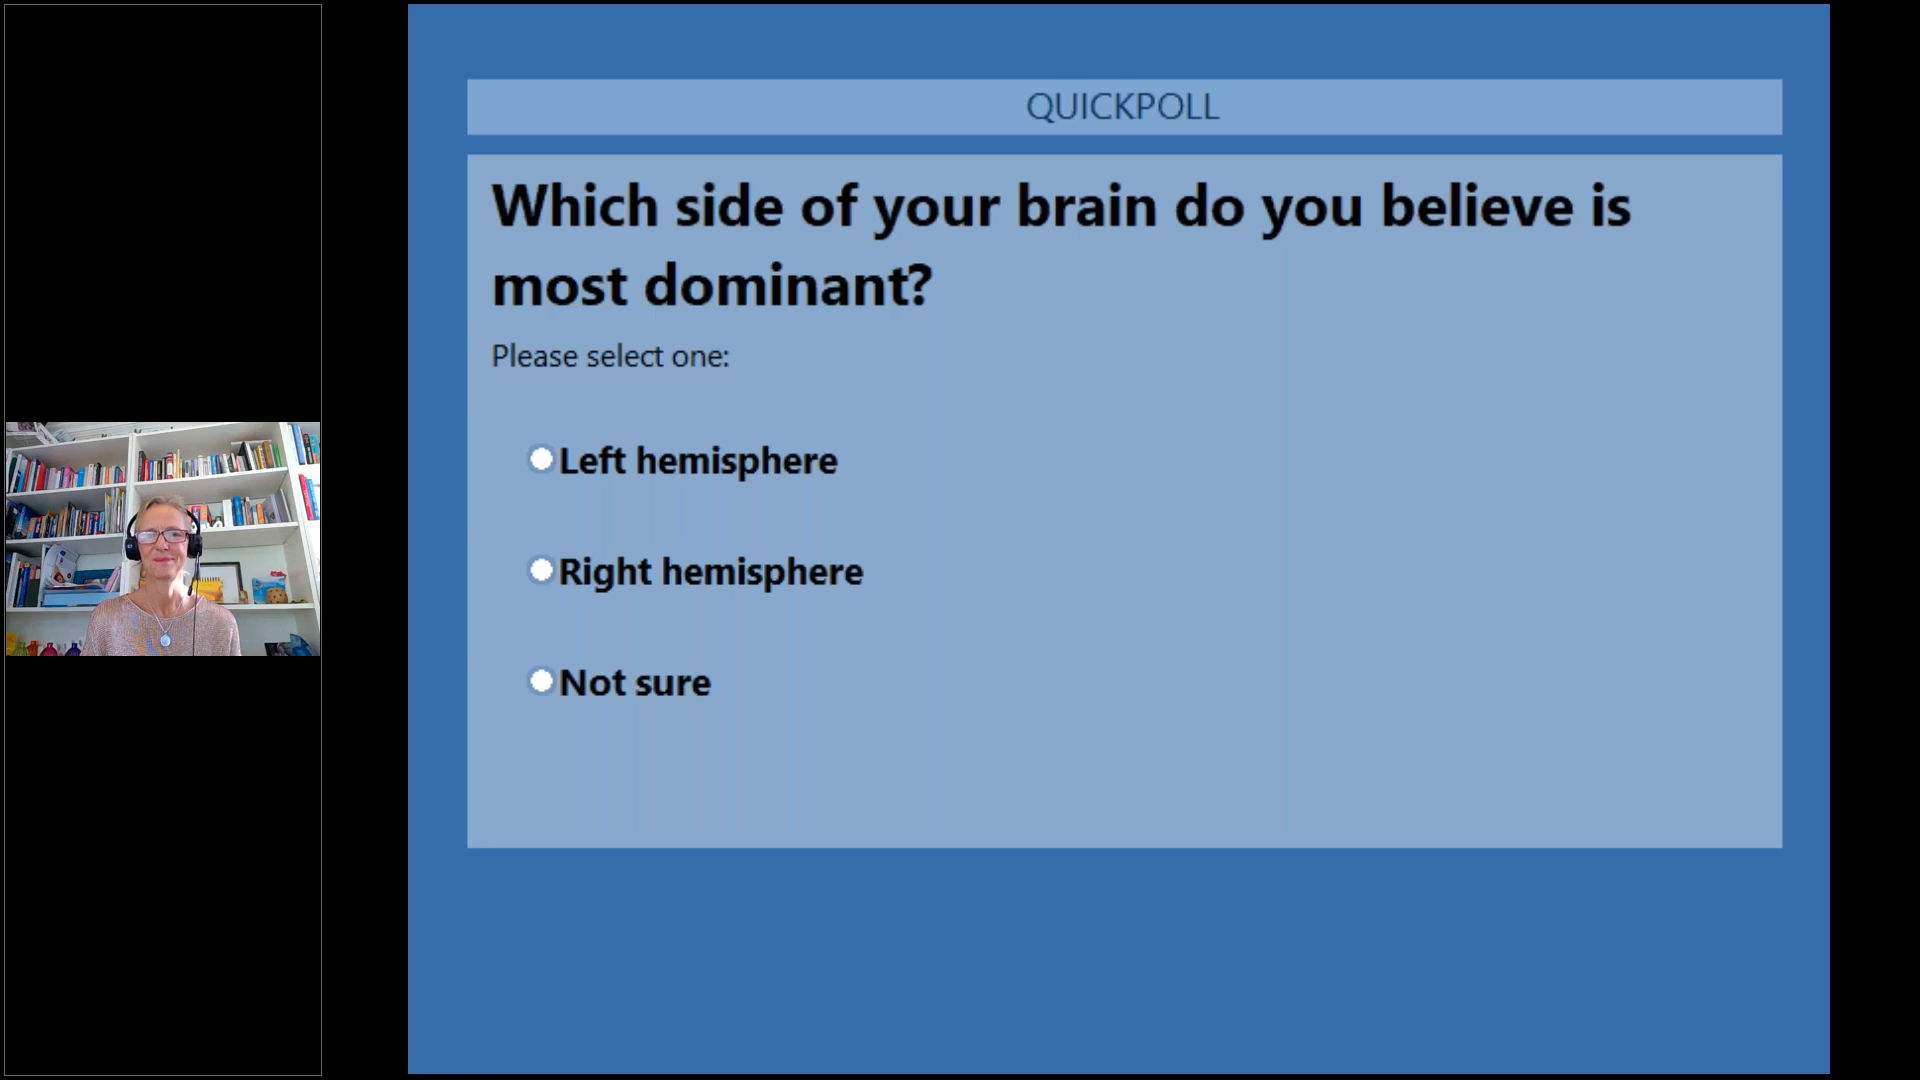 QUICKPOLL
Which side of your brain do you believe is
most dominant?
Please select one:
Left hemisphere
Right hemisphere
Not sure